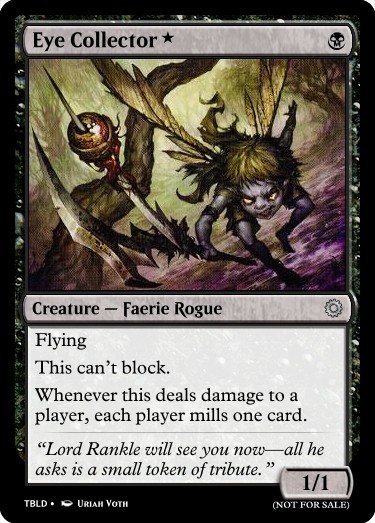 Eye Collector ★
Creature — Faerie Rogue
Flying
This can't block.
Whenever this deals damage to a
player, each player mills one card.
“Lord Rankle will see you now—all he
asks is a small token of tribute.”
1/1
TBLD • Uriah Voth
(NOT FOR SALE)